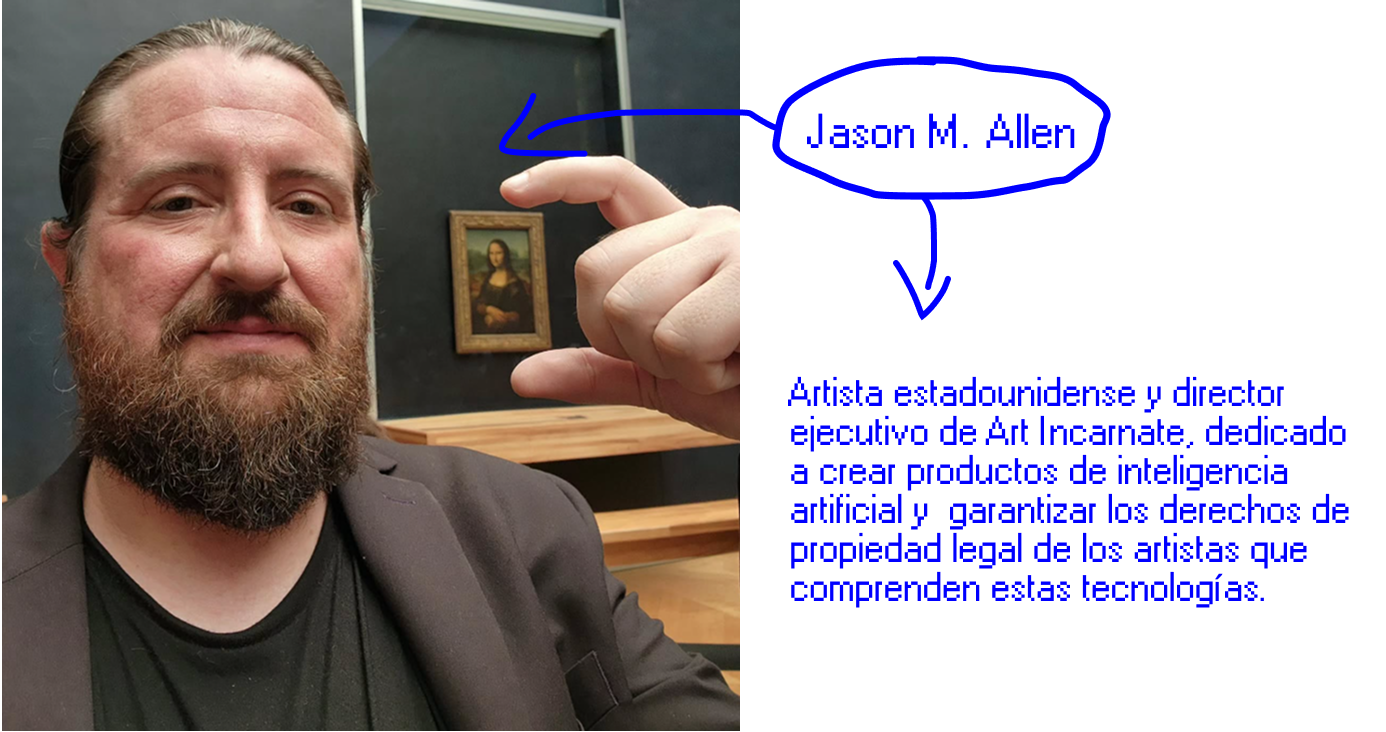 Jason M. Allen
Artista estadounidense y director
ejecutivo de Art Incarnate, dedicado
a crear productos de inteligencia
artificial y  garantizar los derechos de
propiedad legal de los artistas que
comprenden estas tecnologías.